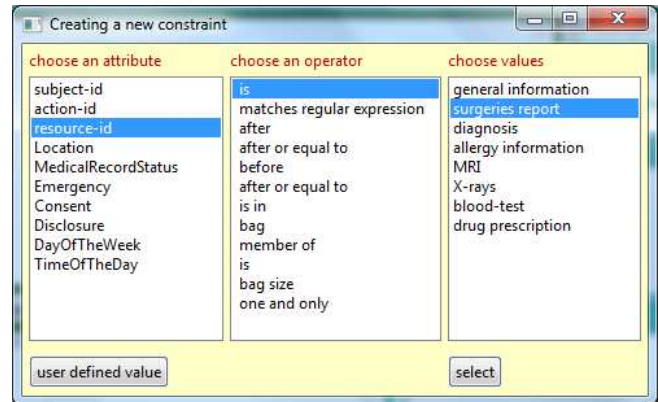 Creating a new constraint
choose an attribute
choose an operator
choose values
subject-id
action-id
resource-id
Location
MedicalRecordStatus
Emergency
Consent
Disclosure
DayOfTheWeek
TimeOfTheDay
is
matches regular expression
after
after or equal to
before
after or equal to
is in
bag
member of
is
bag size
one and only
general information
surgeries report
diagnosis
allergy information
MRI
X-rays
blood-test
drug prescription
user defined value
select